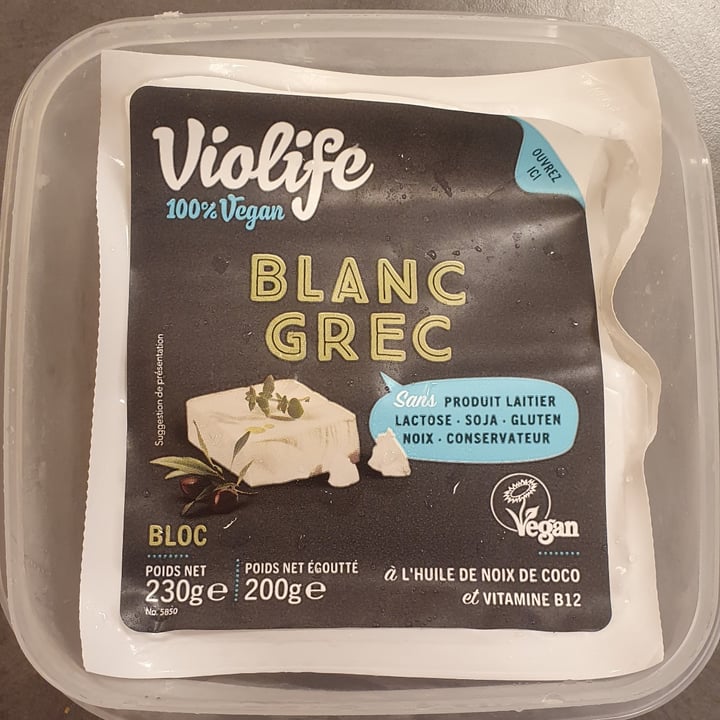 Violife
100% Vegan
OUVREZ
ICI
BLANC
GREC
Suggestion de présentation
Sans PRODUIT LAITIER
LACTOSE · SOJA · GLUTEN
NOIX · CONSERVATEUR
Vegan
BLOC
POIDS NET
230g℮
No. 5850
POIDS NET ÉGOUTTÉ
200g℮
à L'HUILE DE NOIX DE COCO
et VITAMINE B12